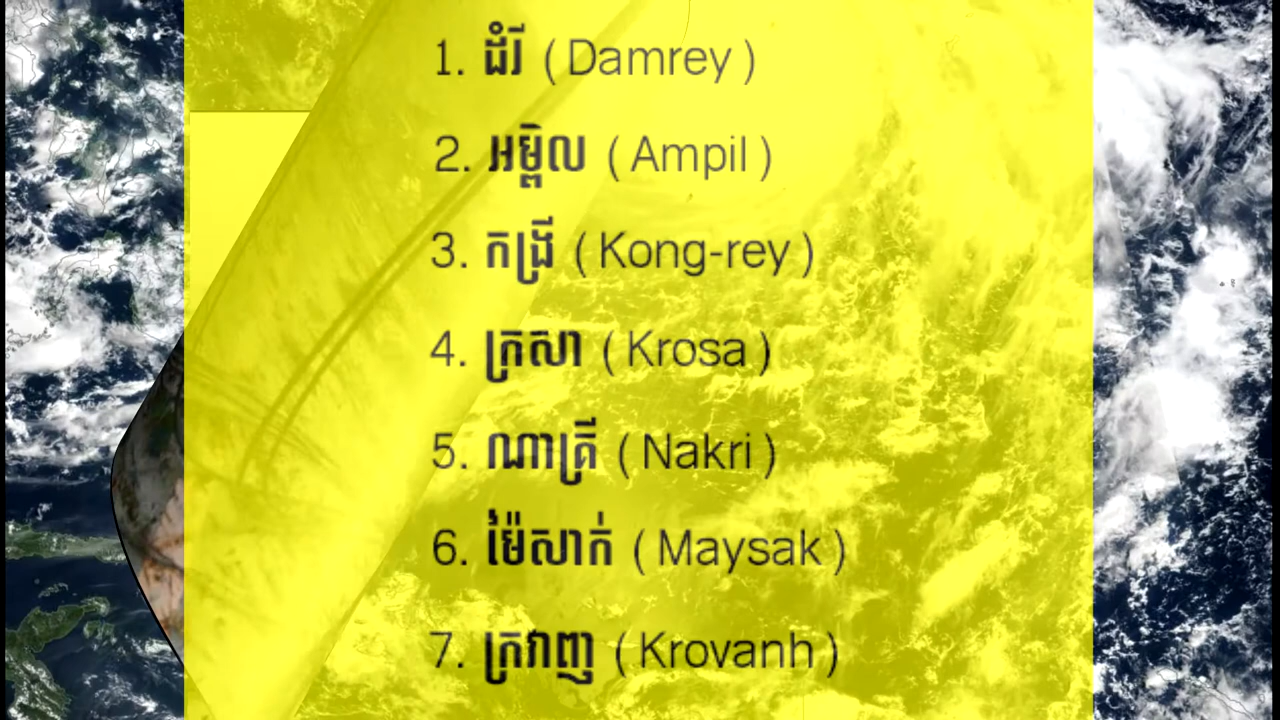 1. ដំរី ( Damrey )
2. អម្ពិល ( Ampil )
3. កង្រី ( Kong-rey )
4. ក្រសា ( Krosa )
5. ណាគ្រី ( Nakri )
6. ម៉ៃសាក់ ( Maysak )
7. ក្រវាញ ( Krovanh )